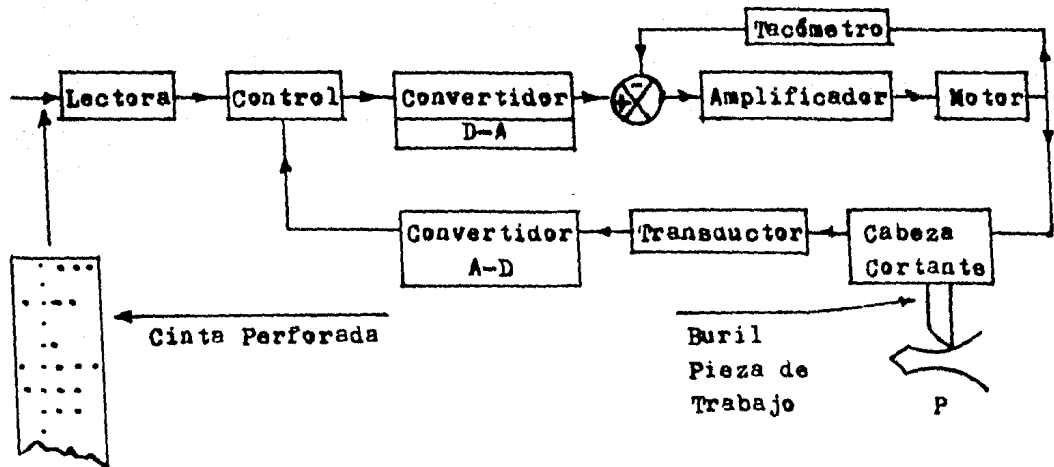 Tacómetro
Lectora
Control
Convertidor
D-A
+
-
Amplificador
Motor
Convertidor
A-D
Transductor
Cabeza
Cortante
Cinta Perforada
Buril
Pieza de
Trabajo
P